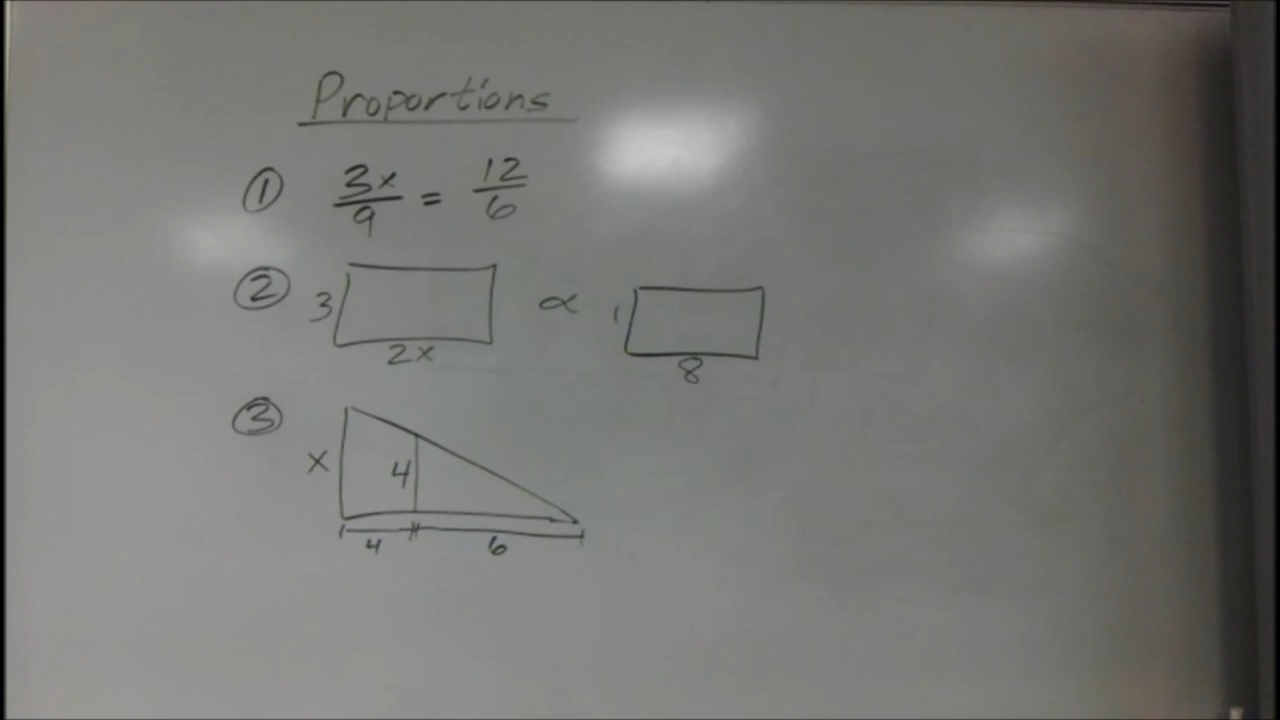 Proportions
① 3x/9 = 12/6
② 3 2x ∝ 1 8
③ x 4 4 6